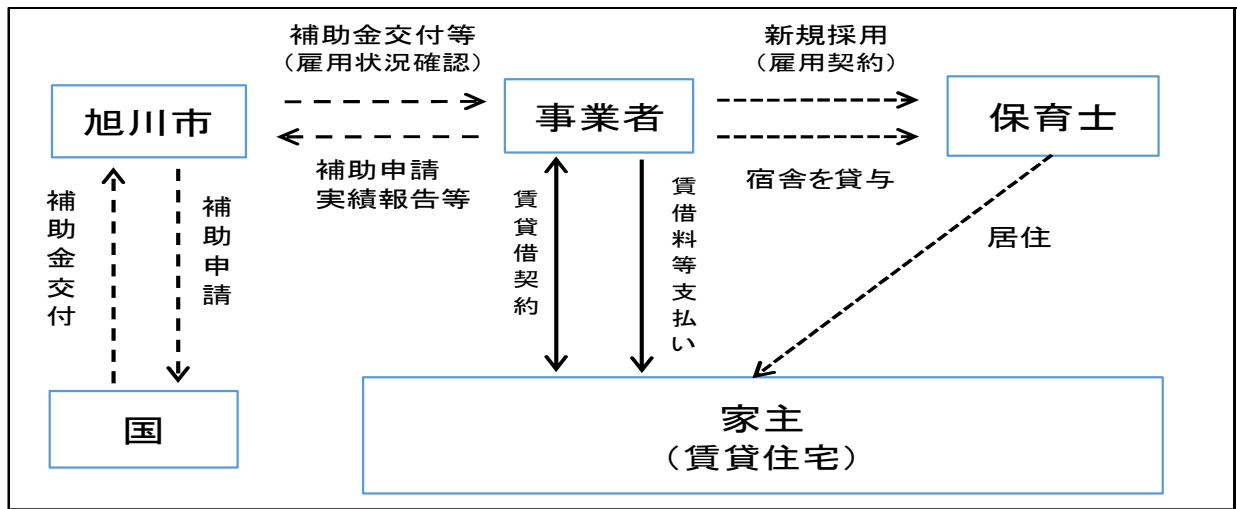 補助金交付等
（雇用状況確認）
新規採用
（雇用契約）
旭川市
事業者
保育士
補助申請
実績報告等
宿舎を貸与
補助金交付
補助申請
賃貸借契約
賃借料等支払い
居住
国
家主
（賃貸住宅）